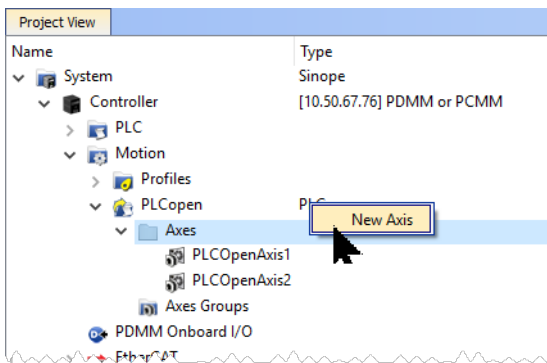 Project View
Name Type
System Sinope
Controller [10.50.67.76] PDMM or PCMM
PLC
Motion
Profiles
PLCopen
New Axis
Axes
PLCOpenAxis1
PLCOpenAxis2
Axes Groups
PDMM Onboard I/O
EtherCAT